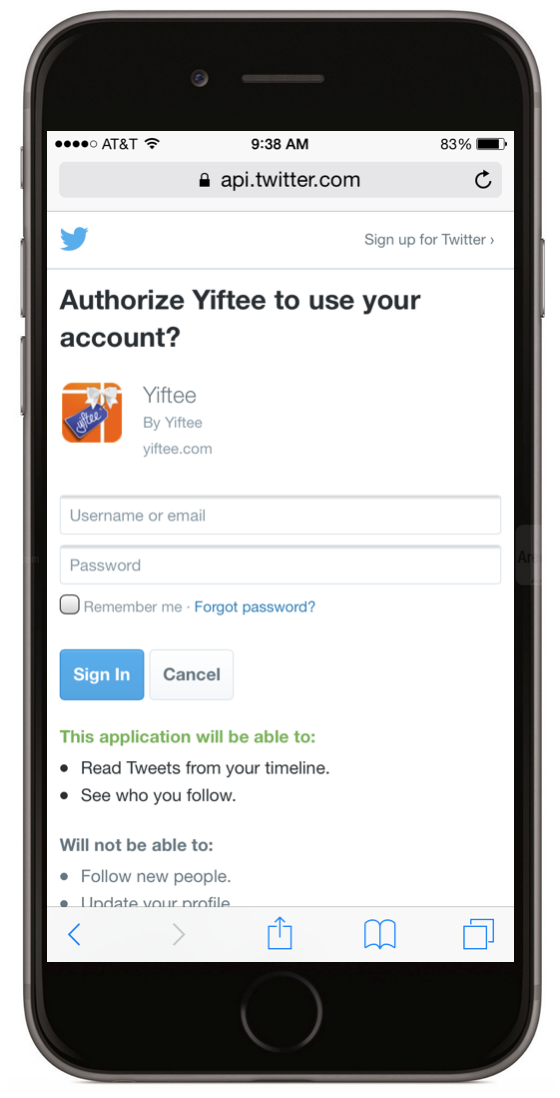 AT&T
9:38 AM
83%
api.twitter.com
Sign up for Twitter ›
Authorize Yiftee to use your
account?
yiftee
Yiftee
By Yiftee
yiftee.com
Username or email
Password
Remember me · Forgot password?
Sign In
Cancel
This application will be able to:
• Read Tweets from your timeline.
• See who you follow.
Will not be able to:
• Follow new people.
• Update your profile